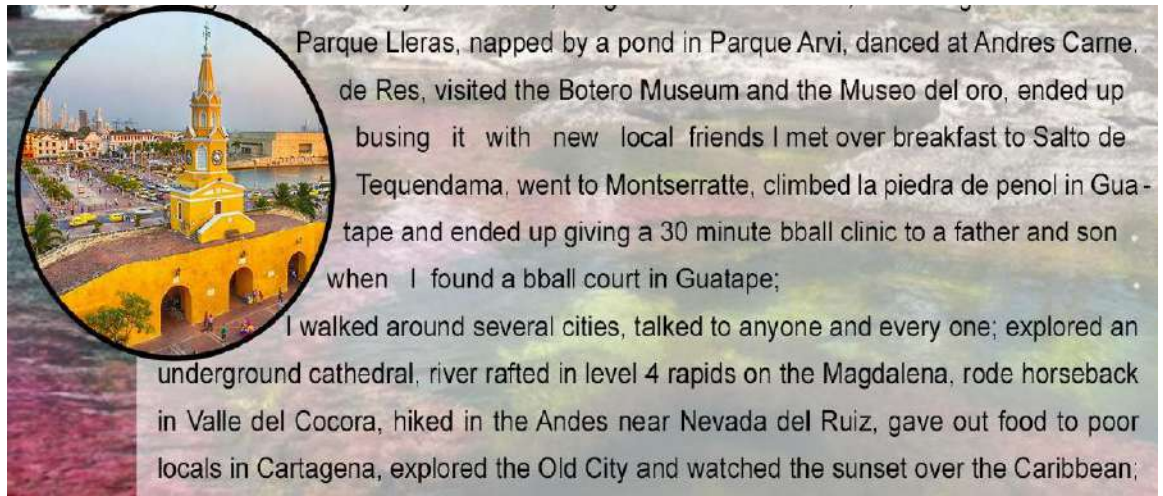 Parque Lleras, napped by a pond in Parque Arvi, danced at Andres Carne.
de Res, visited the Botero Museum and the Museo del oro, ended up
busing it with new local friends I met over breakfast to Salto de
Tequendama, went to Montserratte, climbed la piedra de penol in Gua-
tape and ended up giving a 30 minute bball clinic to a father and son
when I found a bball court in Guatape;
I walked around several cities, talked to anyone and every one; explored an
underground cathedral, river rafted in level 4 rapids on the Magdalena, rode horseback
in Valle del Cocora, hiked in the Andes near Nevada del Ruiz, gave out food to poor
locals in Cartagena, explored the Old City and watched the sunset over the Caribbean;